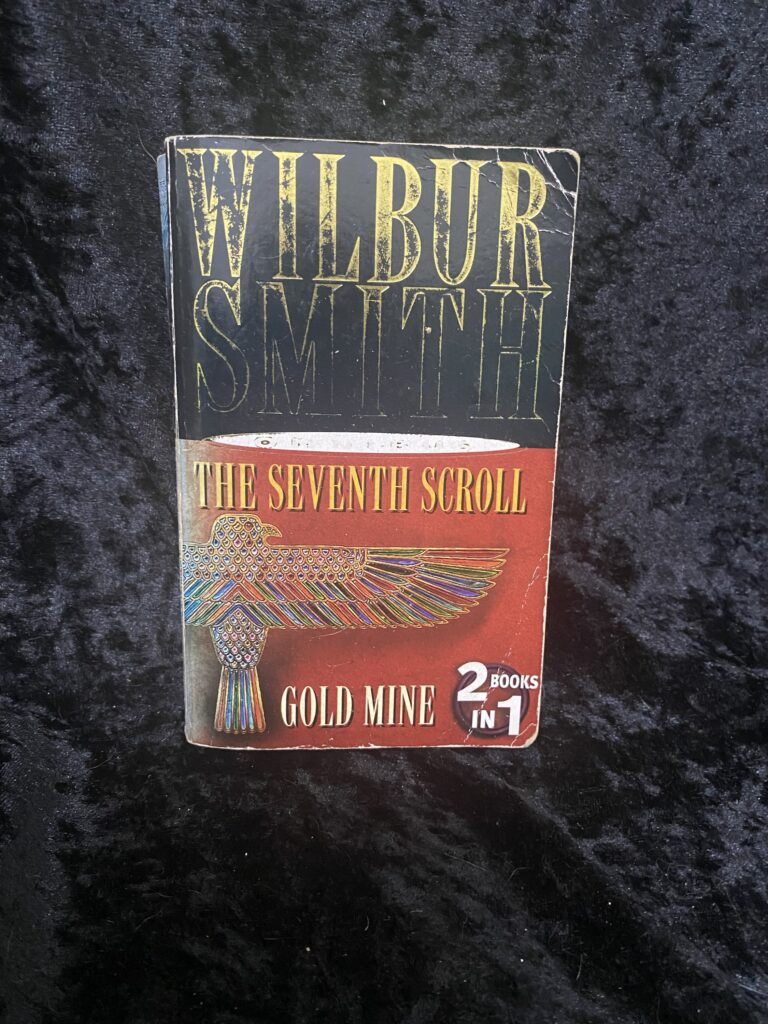 WILBUR
SMITH
THE SEVENTH SCROLL
GOLD MINE
2 BOOKS
IN 1